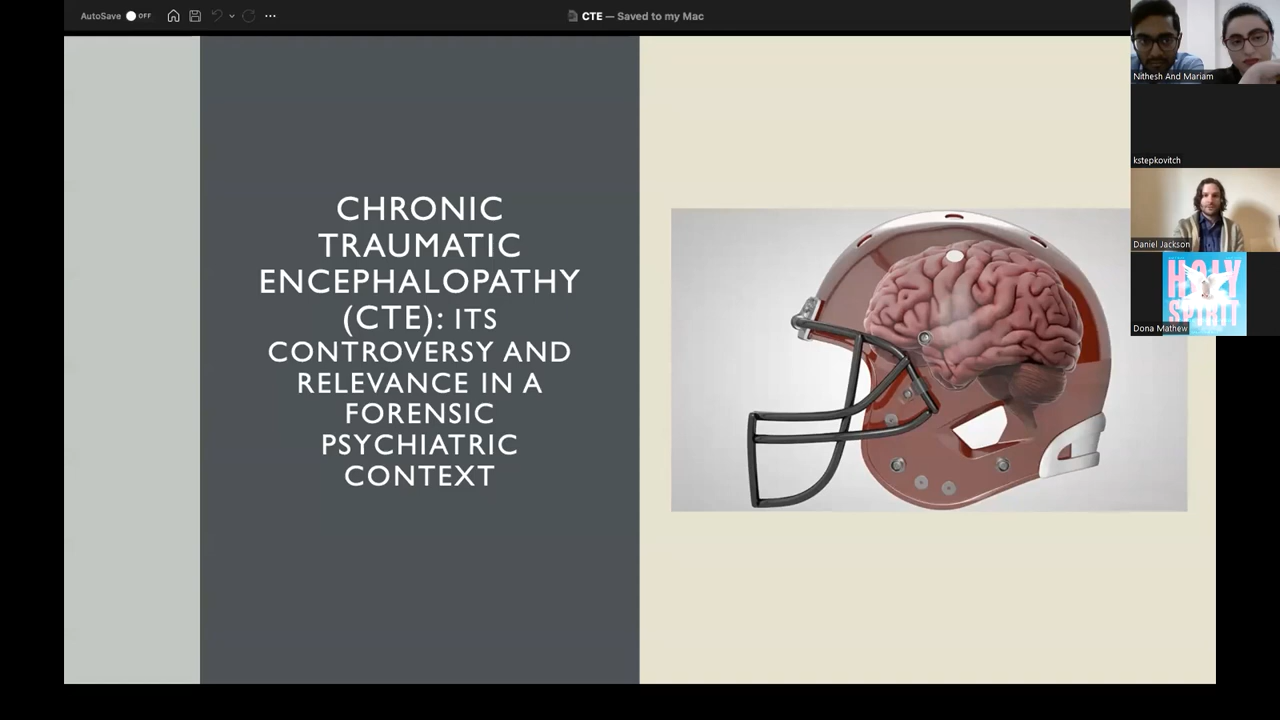 AutoSave OFF
CTE — Saved to my Mac
CHRONIC
TRAUMATIC
ENCEPHALOPATHY
(CTE): ITS
CONTROVERSY AND
RELEVANCE IN A
FORENSIC
PSYCHIATRIC
CONTEXT
Nithesh And Mariam
kstepkovitch
Daniel Jackson
HOLY
SPIRIT
Dona Mathew